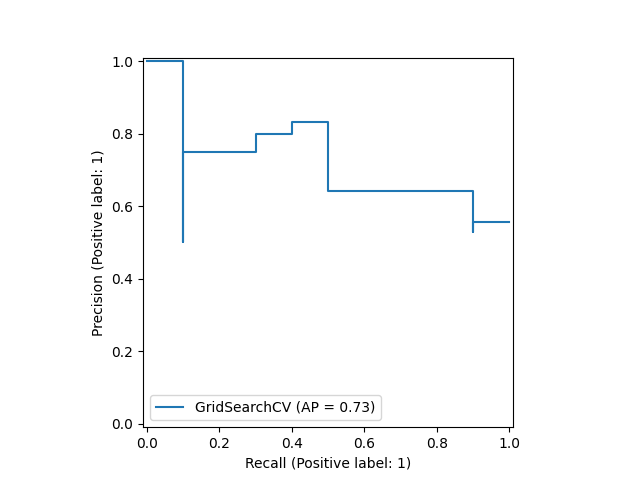 1.0
0.8
0.6
0.4
0.2
0.0
Precision (Positive label: 1)
GridSearchCV (AP = 0.73)
0.0 0.2 0.4 0.6 0.8 1.0
Recall (Positive label: 1)